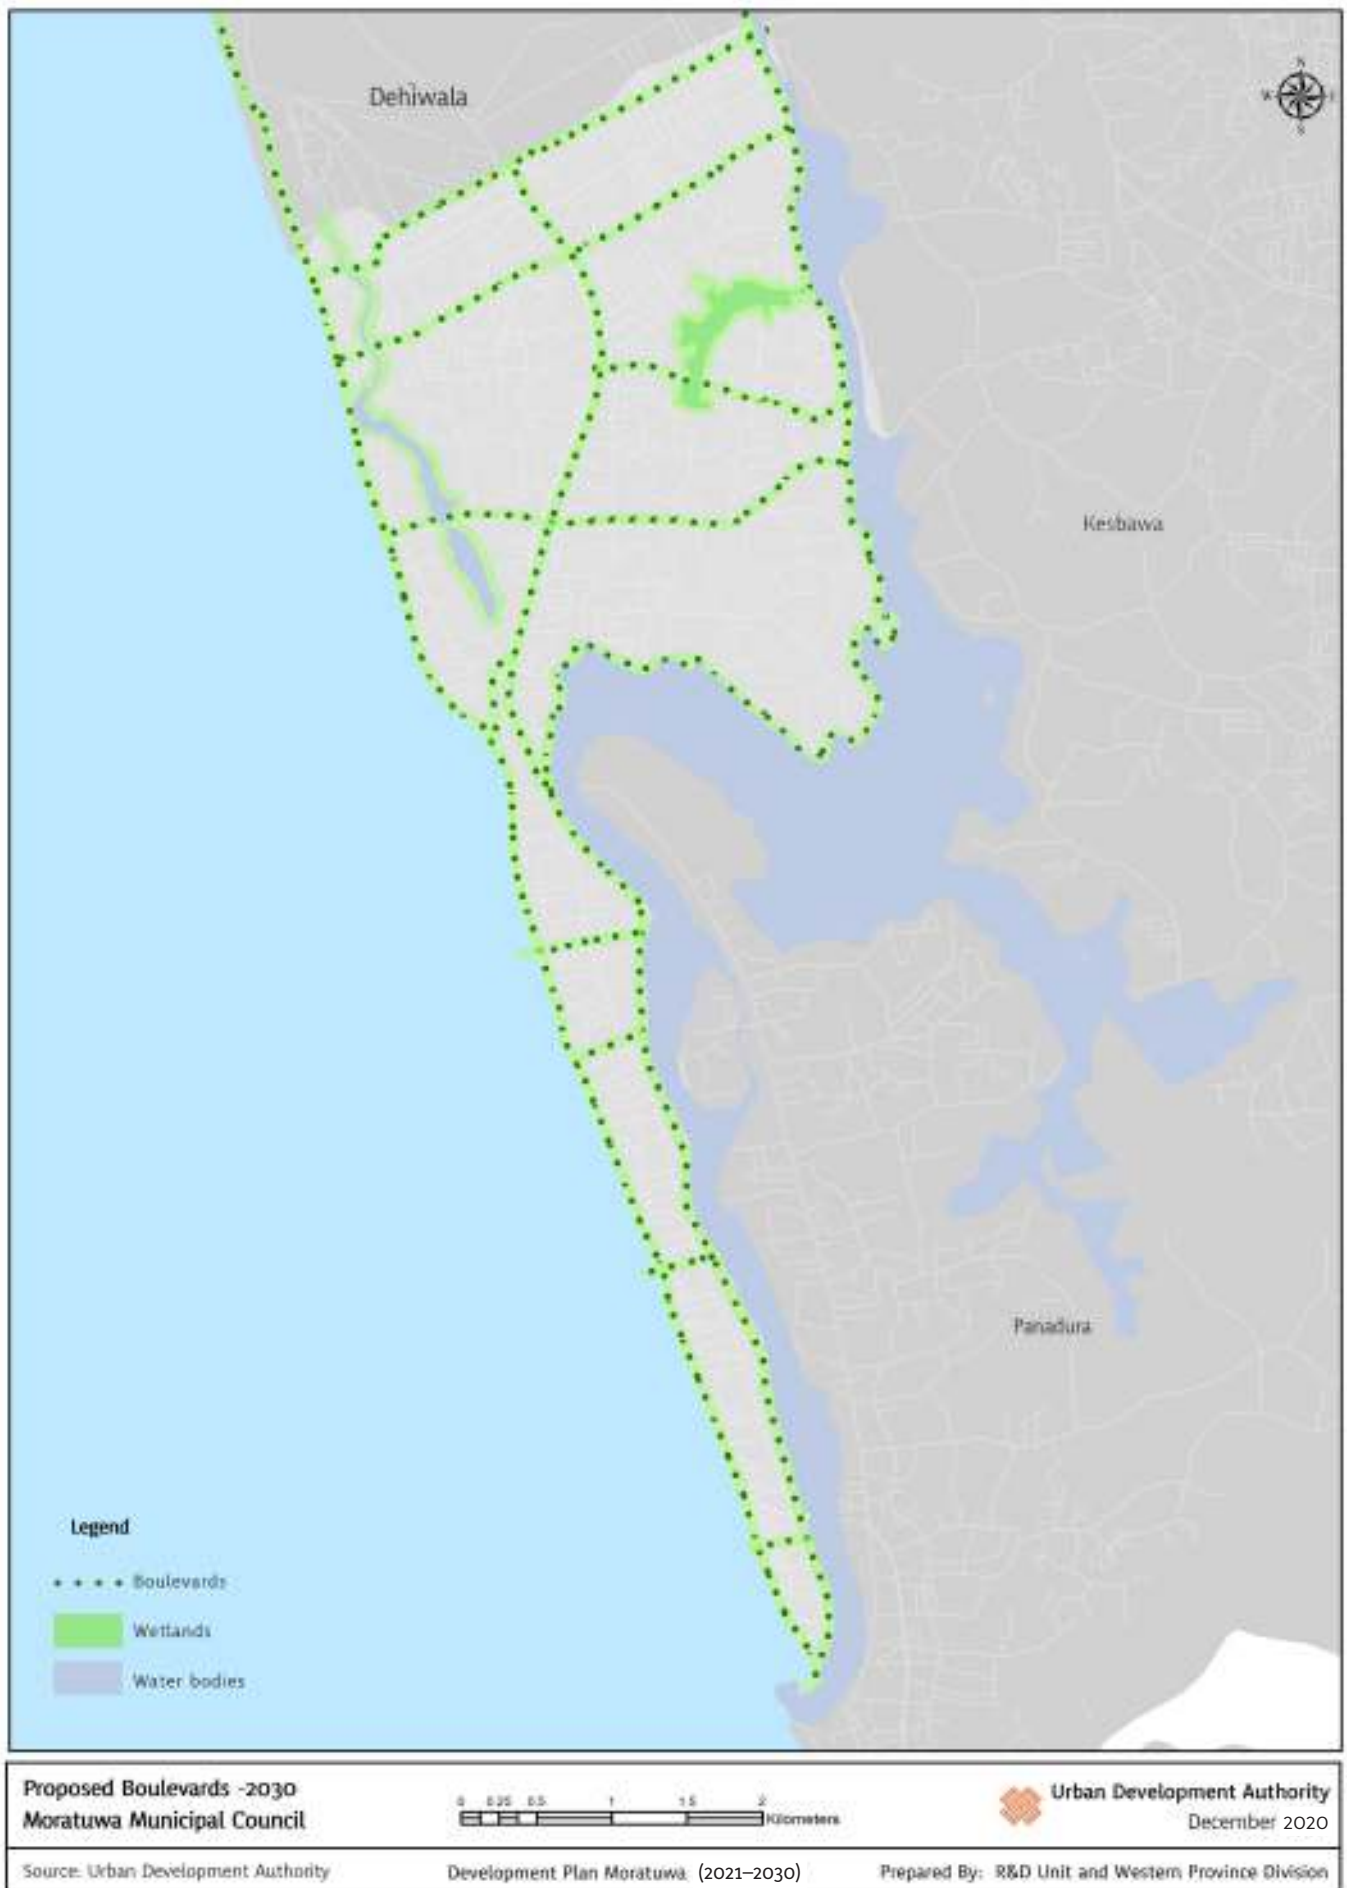 Dehiwala
N
W
E
S
Kesbawa
Panadura
Legend
Boulevards
Wetlands
Water bodies
Proposed Boulevards -2030
Moratuwa Municipal Council
0 0.25 0.5 1 1.5 2
Kilometers
Urban Development Authority
December 2020
Source: Urban Development Authority
Development Plan Moratuwa (2021–2030)
Prepared By: R&D Unit and Western Province Division